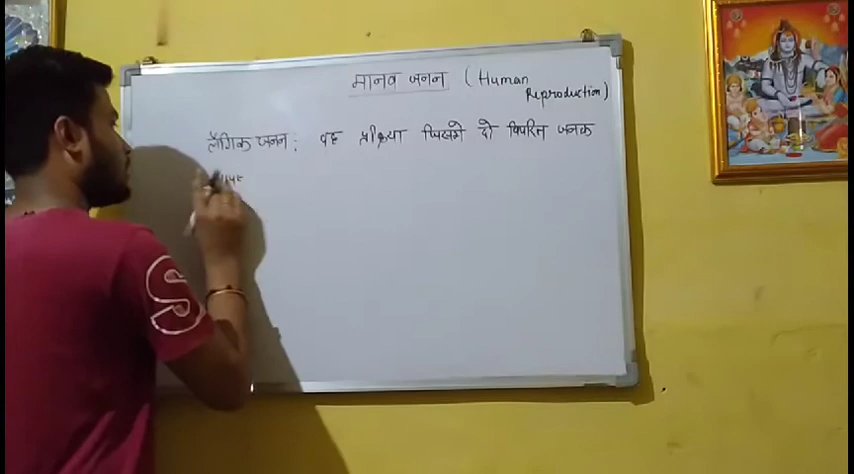 मानव जनन (Human
Reproduction)
लैंगिक जनन : वह प्रक्रिया जिसमे दो विपरित जनक